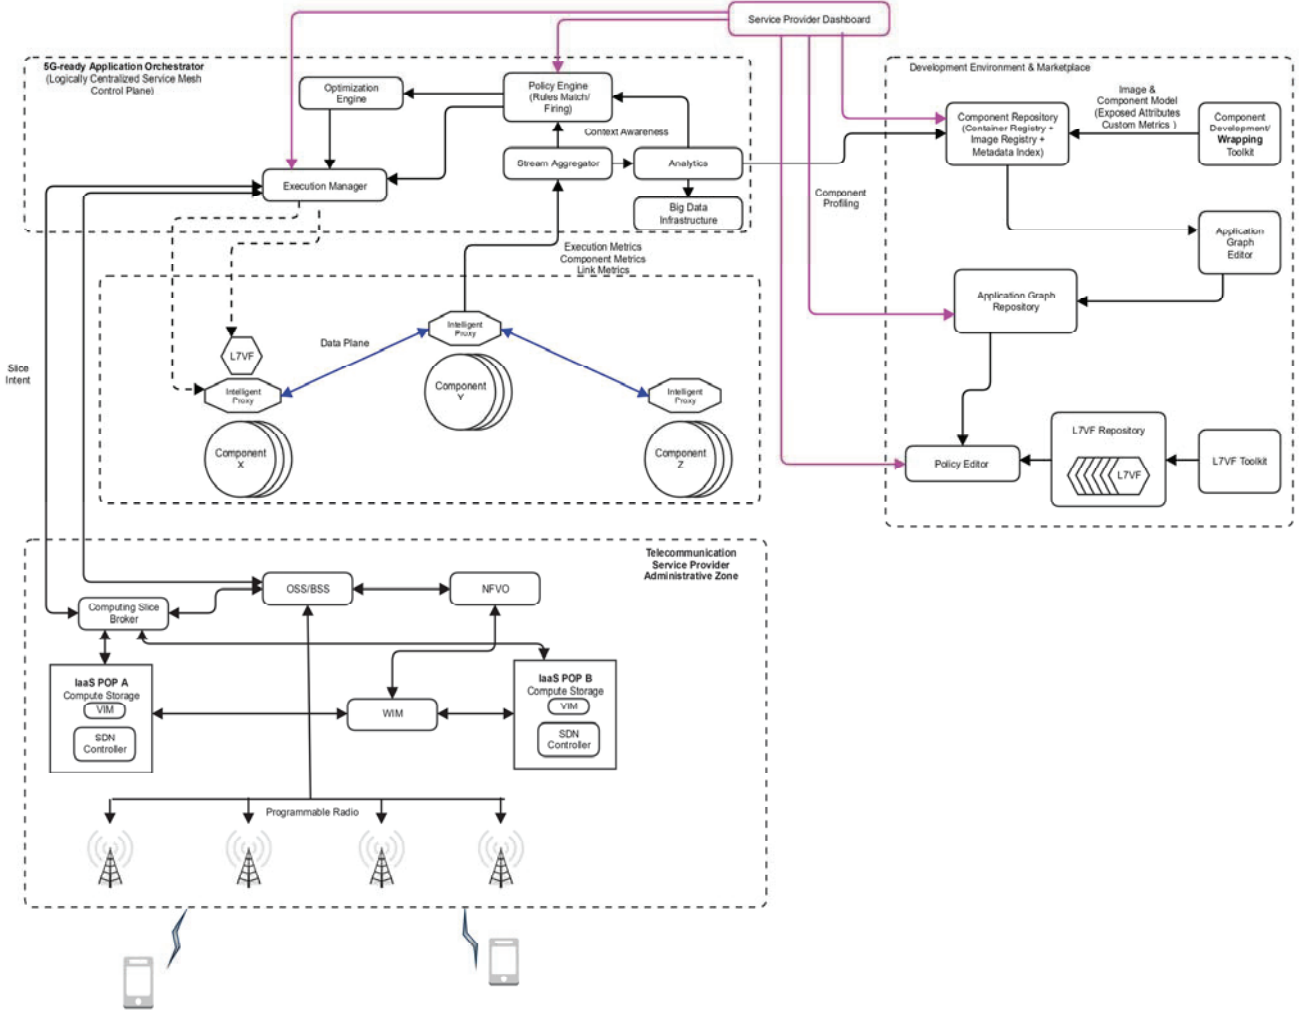 Service Provider Dashboard
5G-ready Application Orchestrator
(Logically Centralized Service Mesh
Control Plane)
Optimization
Engine
Policy Engine
(Rules Match/
Firing)
Context Awareness
Stream Aggregator
Analytics
Execution Manager
Big Data
Infrastructure
Execution Metrics
Component Metrics
Link Metrics
Component
Profiling
Development Environment & Marketplace
Image &
Component Model
(Exposed Attributes
Custom Metrics )
Component Repository
(Container Registry +
Image Registry +
Metadata Index)
Component
Development/
Wrapping
Toolkit
Application
Graph
Editor
Application Graph
Repository
L7VF Repository
L7VF
L7VF Toolkit
Policy Editor
Slice
Intent
L7VF
Data Plane
Intelligent
Proxy
Intelligent
Proxy
Intelligent
Proxy
Component
X
Component
Y
Component
Z
Telecommunication
Service Provider
Administrative Zone
OSS/BSS
NFVO
Computing Slice
Broker
IaaS POP A
Compute Storage
VIM
SDN
Controller
WIM
IaaS POP B
Compute Storage
VIM
SDN
Controller
Programmable Radio